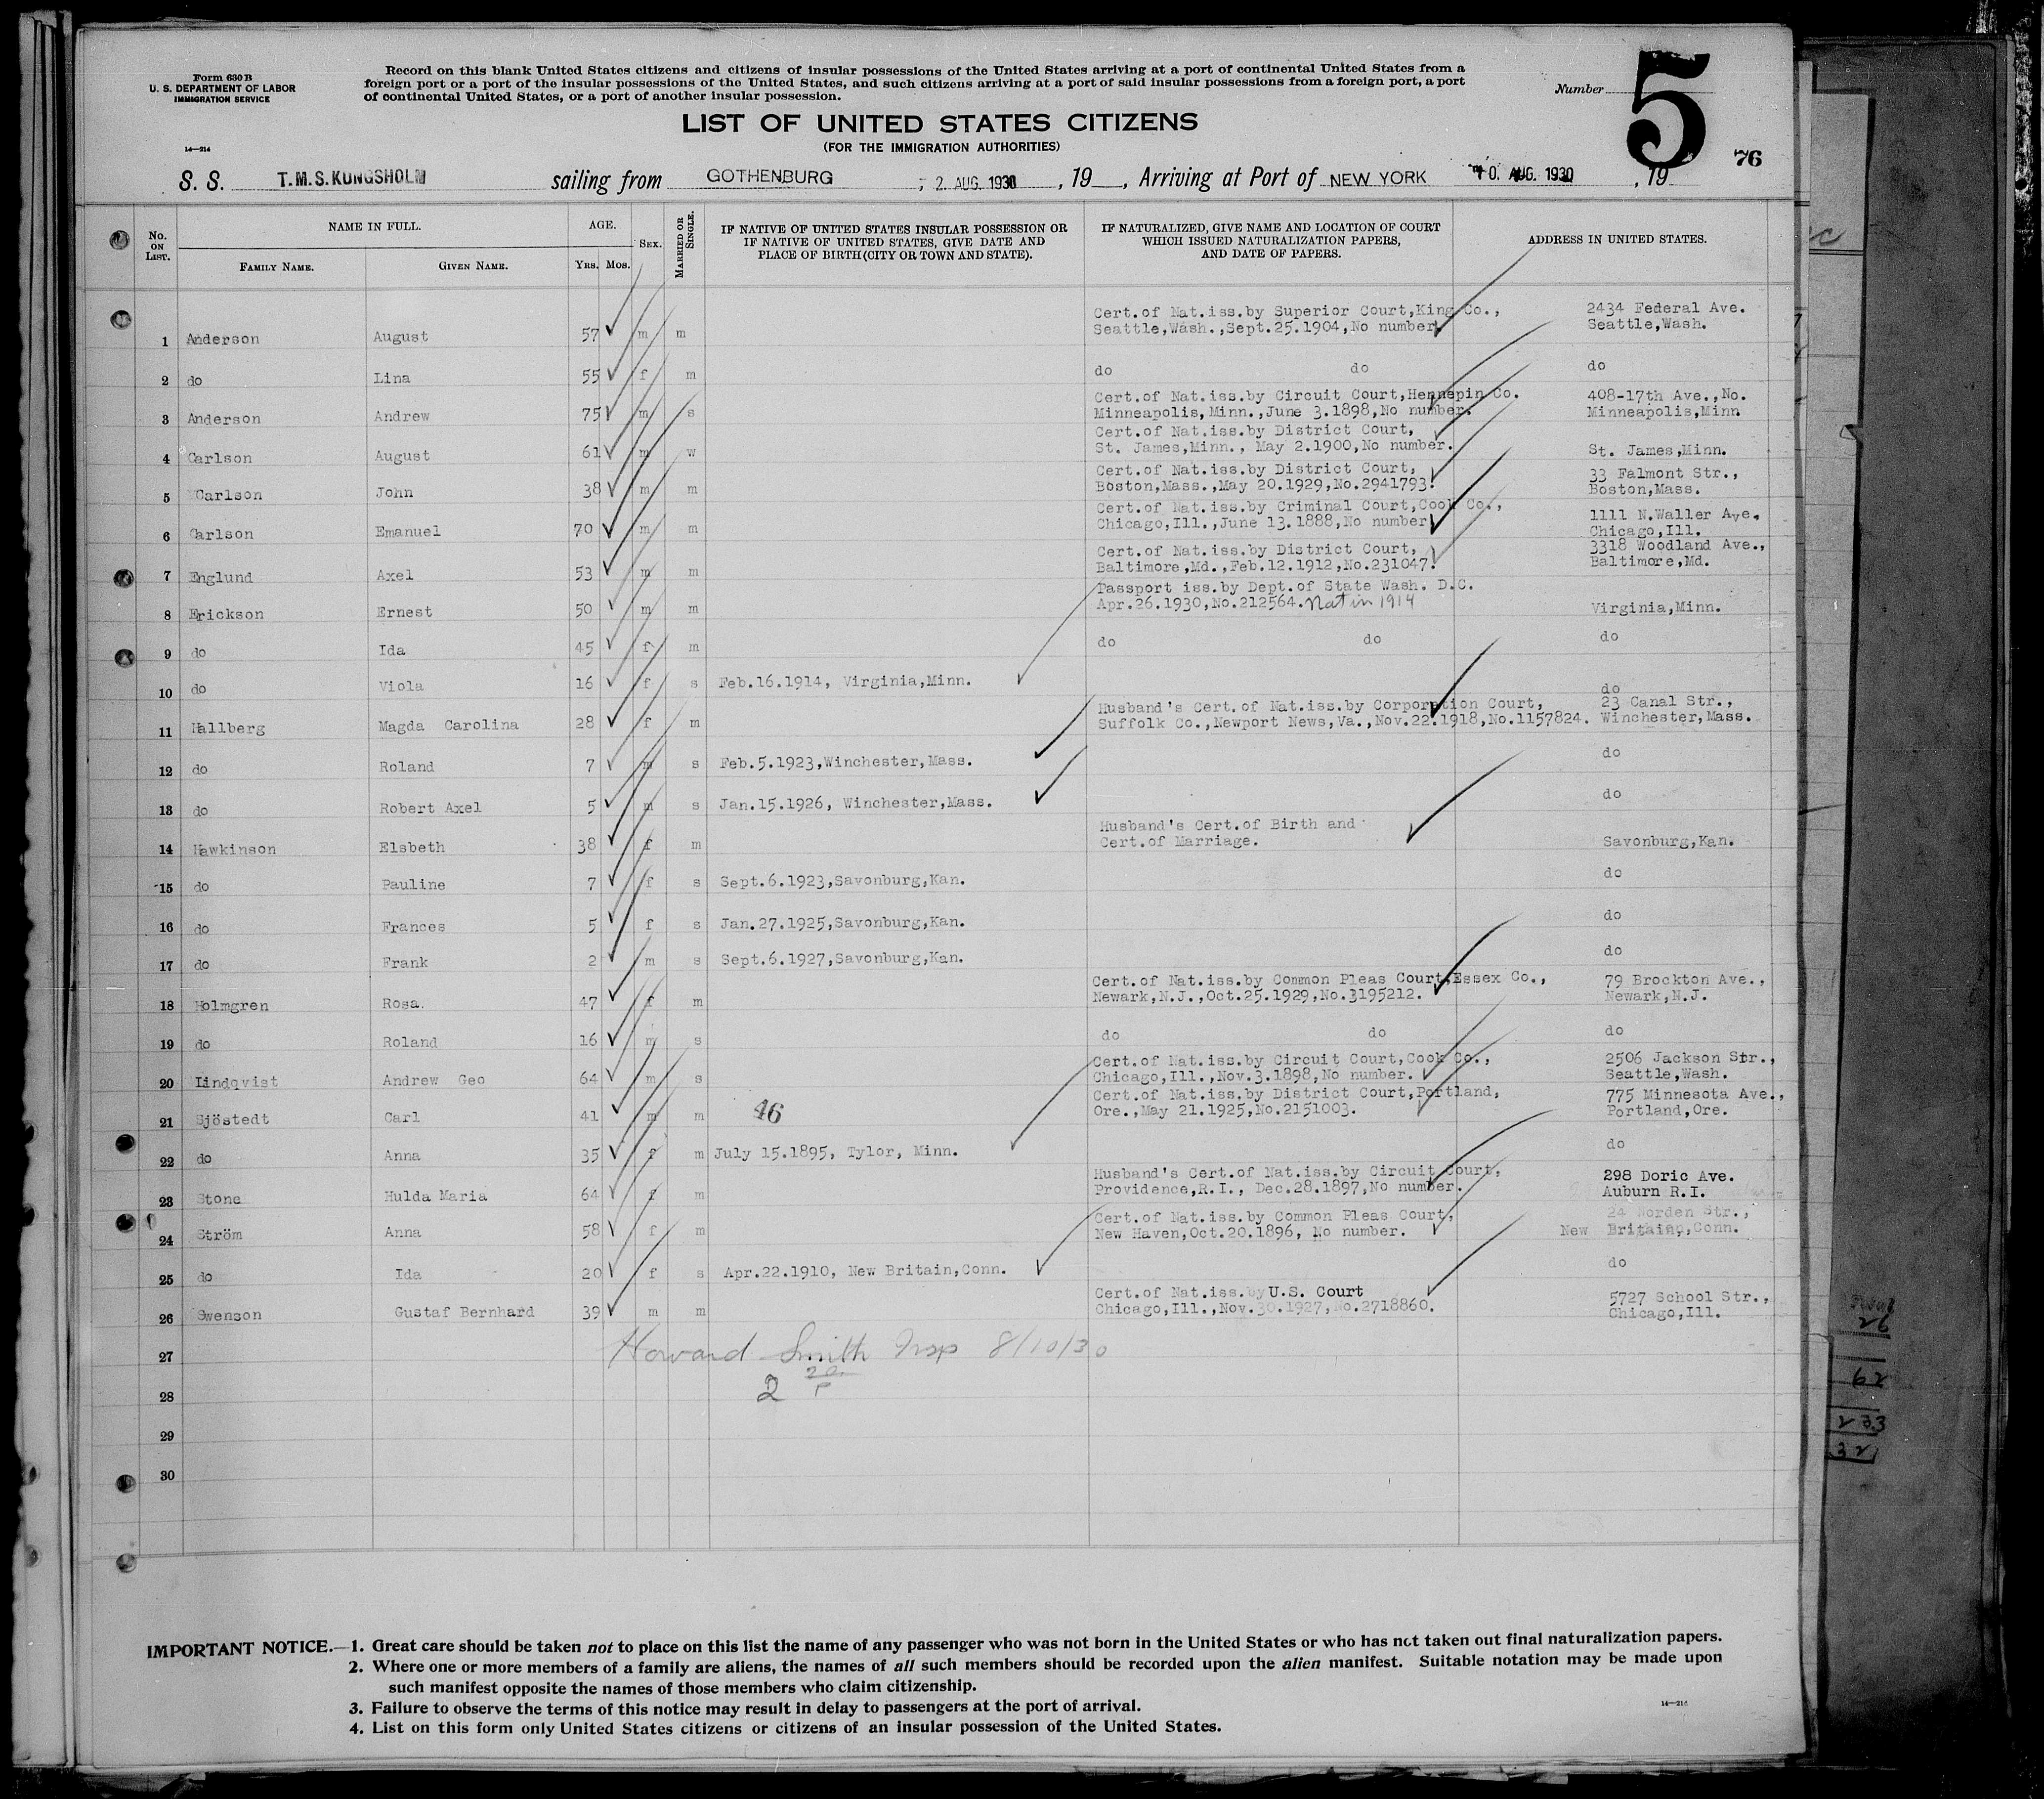 Form 630 B
U. S. DEPARTMENT OF LABOR
IMMIGRATION SERVICE
14—214
Record on this blank United States citizens and citizens of insular possessions of the United States arriving at a port of continental United States from a
foreign port or a port of the insular possessions of the United States, and such citizens arriving at a port of said insular possessions from a foreign port, a port
of continental United States, or a port of another insular possession.
Number 5
76
LIST OF UNITED STATES CITIZENS
(FOR THE IMMIGRATION AUTHORITIES)
S. S. T.M.S. KUNGSHOLM sailing from GOTHENBURG 2. AUG. 1930, 19 , Arriving at Port of NEW YORK 10. AUG. 1930, 19
No. ON LIST. NAME IN FULL. FAMILY NAME. GIVEN NAME. AGE. YRS. MOS. SEX. MARRIED OR SINGLE. IF NATIVE OF UNITED STATES INSULAR POSSESSION OR IF NATIVE OF UNITED STATES, GIVE DATE AND PLACE OF BIRTH (CITY OR TOWN AND STATE). IF NATURALIZED, GIVE NAME AND LOCATION OF COURT WHICH ISSUED NATURALIZATION PAPERS, AND DATE OF PAPERS. ADDRESS IN UNITED STATES.
Cert.of Nat.iss.by Superior Court,King Co., 2434 Federal Ave.
1 Anderson August 57 m m Seattle,Wash.,Sept.25.1904,No number Seattle,Wash.
2 do Lina 55 f m do do do
Cert.of Nat.iss.by Circuit Court,Hennepin Co. 408-17th Ave.,No.
3 Anderson Andrew 75 m s Minneapolis,Minn.,June 3.1898,No number. Minneapolis,Minn
Cert.of Nat.iss.by District Court,
4 Carlson August 61 m w St. James,Minn., May 2.1900,No number. St. James,Minn.
Cert.of Nat.iss.by District Court, 33 Falmont Str.,
5 Carlson John 38 m m Boston,Mass.,May 20.1929,No.2941793. Boston,Mass.
Cert.of Nat.iss.by Criminal Court,Cook Co., 1111 N.Waller Ave.
6 Carlson Emanuel 70 m m Chicago,Ill.,June 13.1888,No number Chicago,Ill.
Cert.of Nat.iss.by District Court, 3318 Woodland Ave.,
7 Englund Axel 53 m m Baltimore,Md.,Feb.12.1912,No.231047. Baltimore,Md.
Passport iss.by Dept.of State Wash. D.C.
8 Erickson Ernest 50 m m Apr.26.1930,No.212564. Nat in 1914 Virginia,Minn.
9 do Ida 45 f m do do do
10 do Viola 16 f s Feb.16.1914, Virginia,Minn. do
Husband's Cert.of Nat.iss.by Corporation Court, 23 Canal Str.,
11 Hallberg Magda Carolina 28 f m Suffolk Co.,Newport News,Va.,Nov.22.1918,No.1157824. Winchester,Mass.
12 do Roland 7 m s Feb.5.1923,Winchester,Mass. do
13 do Robert Axel 5 m s Jan.15.1926, Winchester,Mass. do
Husband's Cert.of Birth and
14 Hawkinson Elsbeth 38 f m Cert.of Marriage. Savonburg,Kan.
15 do Pauline 7 f s Sept.6.1923,Savonburg,Kan. do
16 do Frances 5 f s Jan.27.1925,Savonburg,Kan. do
17 do Frank 2 m s Sept.6.1927,Savonburg,Kan. do
Cert.of Nat.iss.by Common Pleas Court,Essex Co., 79 Brockton Ave.,
18 Holmgren Rosa. 47 f m Newark,N.J.,Oct.25.1929,No.3195212. Newark,N.J.
19 do Roland 16 m s do do do
Cert.of Nat.iss.by Circuit Court,Cook Co., 2506 Jackson Str.,
20 Lindqvist Andrew Geo 64 m s Chicago,Ill.,Nov.3.1898,No number. Seattle,Wash.
Cert.of Nat.iss.by District Court,Portland, 775 Minnesota Ave.,
21 Sjöstedt Carl 41 m m 46 Ore.,May 21.1925,No.2151003. Portland,Ore.
22 do Anna 35 f m July 15.1895, Tylor, Minn. do
Husband's Cert.of Nat.iss.by Circuit Court, 298 Doric Ave.
23 Stone Hulda Maria 64 f m Providence,R.I., Dec.28.1897,No number. Auburn R.I.
Cert.of Nat.iss.by Common Pleas Court, 24 Norden Str.,
24 Ström Anna 58 f m New Haven,Oct.20.1896, No number. New Britain,Conn.
25 do Ida 20 f s Apr.22.1910, New Britain,Conn. do
Cert.of Nat.iss.by U.S. Court 5727 School Str.,
26 Swenson Gustaf Bernhard 39 m m Chicago,Ill.,Nov.30.1927,No.2718860. Chicago,Ill.
27 Howard Smith Insp 8/10/30
28 2
29
30
26
62
233
32
IMPORTANT NOTICE.—1. Great care should be taken not to place on this list the name of any passenger who was not born in the United States or who has not taken out final naturalization papers.
2. Where one or more members of a family are aliens, the names of all such members should be recorded upon the alien manifest. Suitable notation may be made upon
such manifest opposite the names of those members who claim citizenship.
3. Failure to observe the terms of this notice may result in delay to passengers at the port of arrival.
4. List on this form only United States citizens or citizens of an insular possession of the United States.
14—214